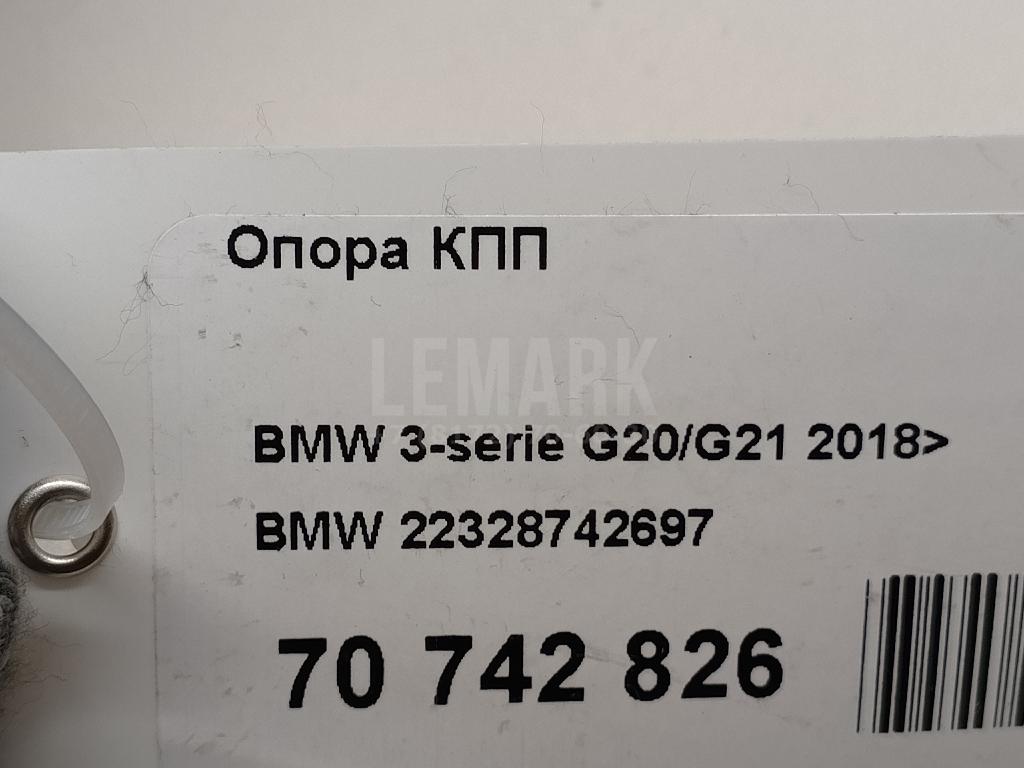 Опора КПП
LEMARK
BMW 3-serie G20/G21 2018>
BMW 22328742697
70 742 826